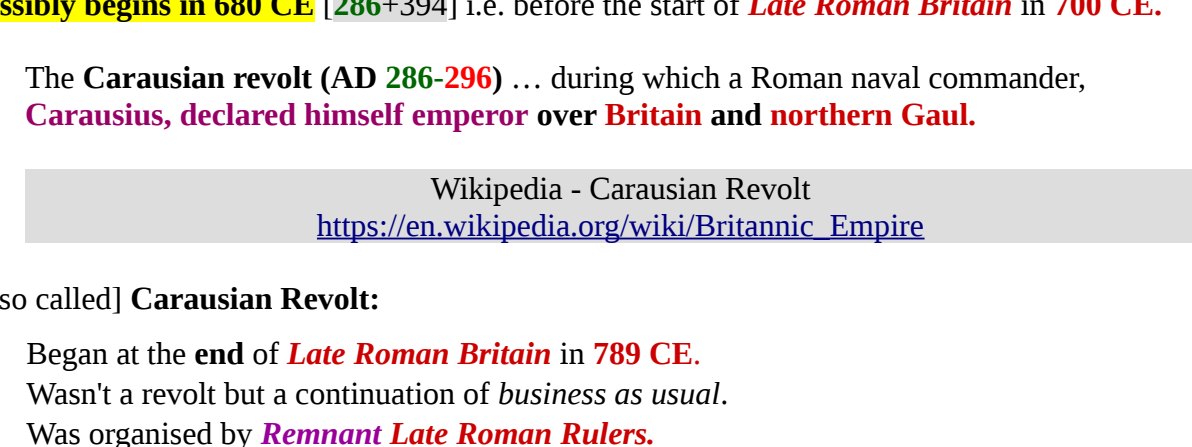 ssibly begins in 680 CE [286+394] i.e. before the start of Late Roman Britain in 700 CE.
The Carausian revolt (AD 286-296) … during which a Roman naval commander,
Carausius, declared himself emperor over Britain and northern Gaul.
Wikipedia - Carausian Revolt
https://en.wikipedia.org/wiki/Britannic_Empire
so called] Carausian Revolt:
Began at the end of Late Roman Britain in 789 CE.
Wasn't a revolt but a continuation of business as usual.
Was organised by Remnant Late Roman Rulers.